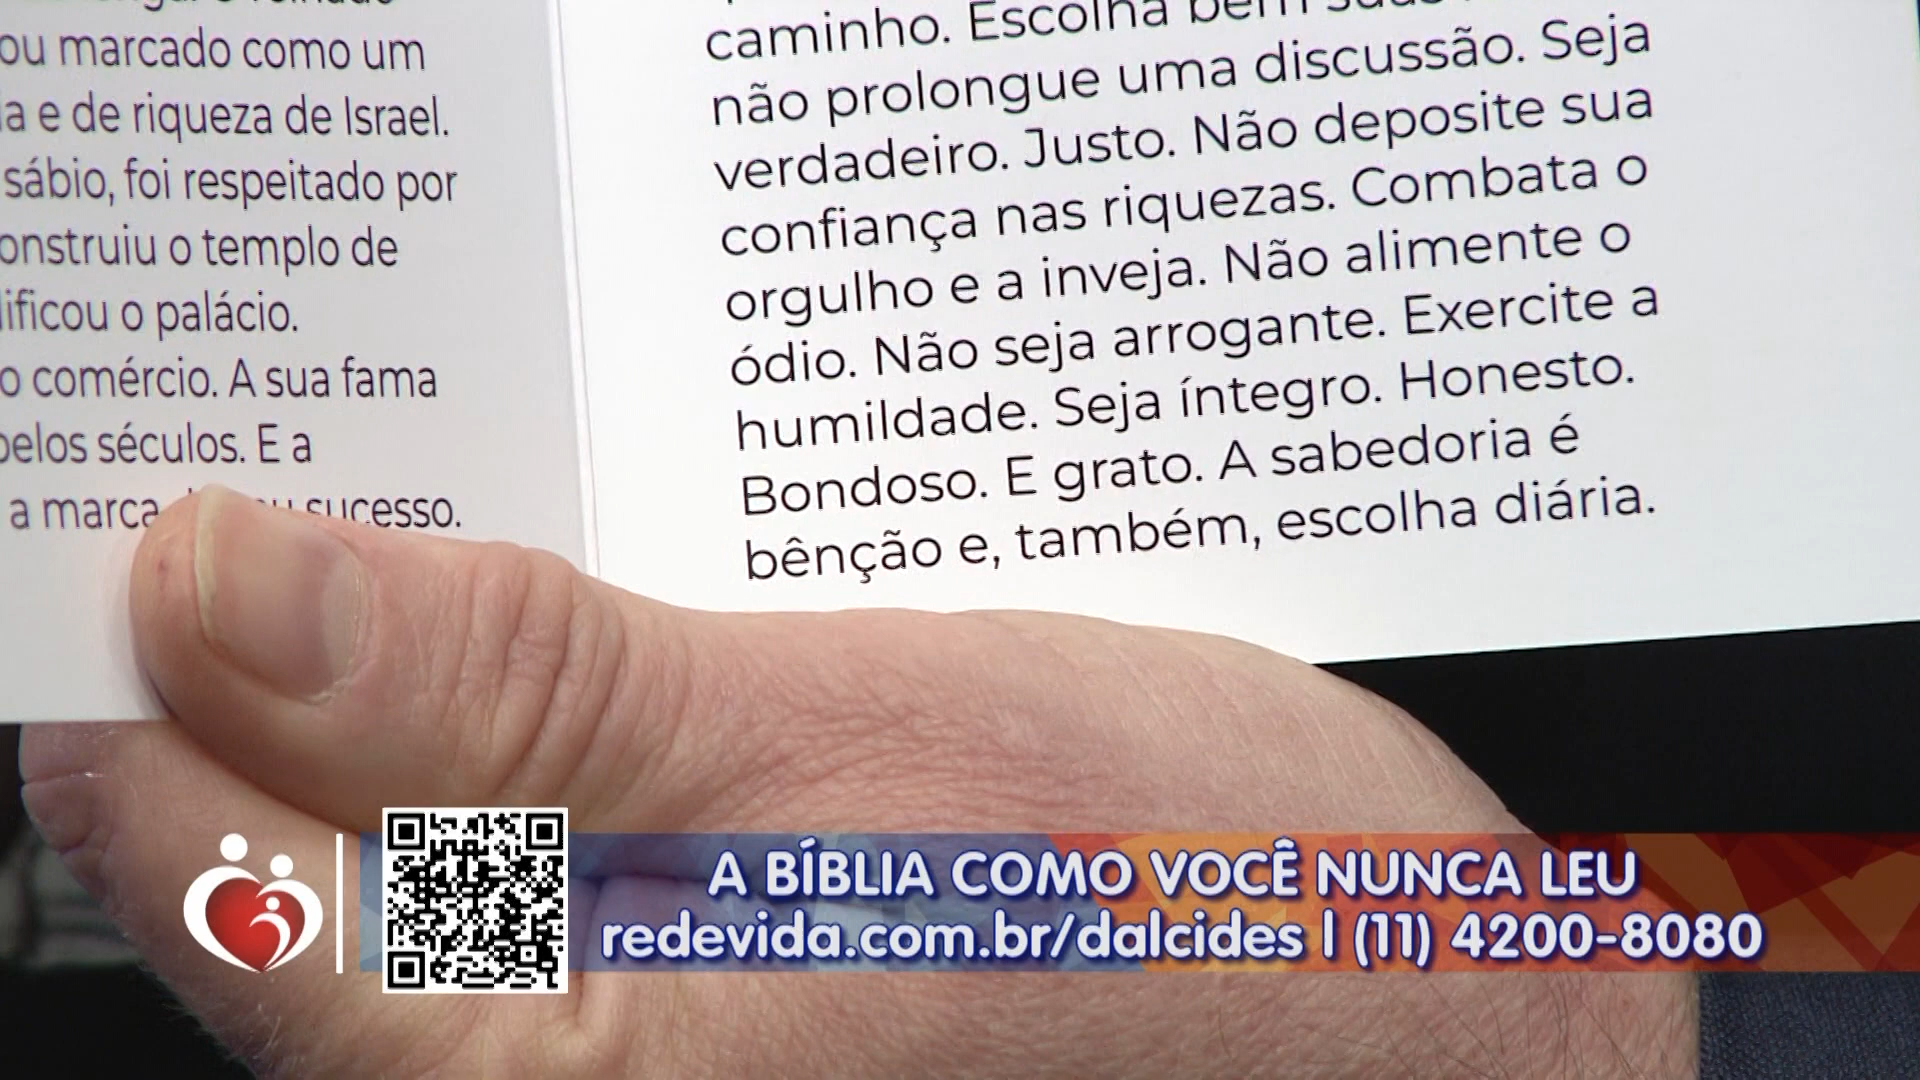 ou marcado como um
e de riqueza de Israel.
sábio, foi respeitado por
o templo de
o palácio.
o comércio. A sua fama
séculos. E a
a marca sucesso.
caminho. Escolha bem
não prolongue uma discussão. Seja
verdadeiro. Justo. Não deposite sua
confiança nas riquezas. Combata o
orgulho e a inveja. Não alimente o
ódio. Não seja arrogante. Exercite a
humildade. Seja íntegro. Honesto.
Bondoso. E grato. A sabedoria é
bênção e, também, escolha diária.
A BÍBLIA COMO VOCÊ NUNCA LEU
redevida.com.br/dalcides | (11) 4200-8080